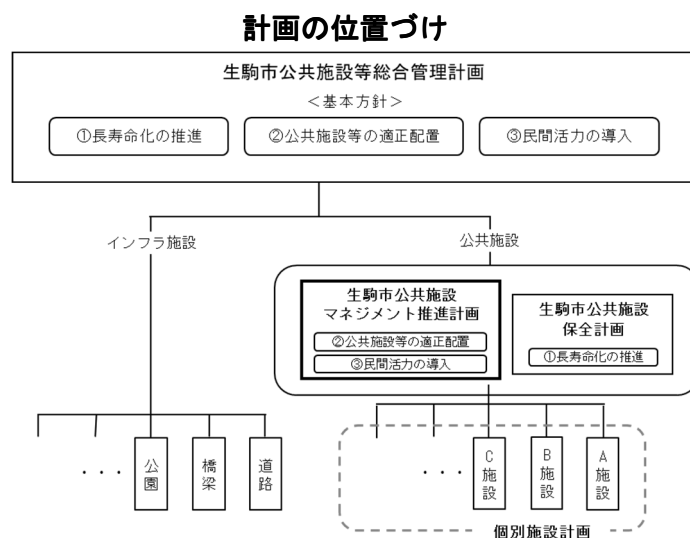 計画の位置づけ
生駒市公共施設等総合管理計画
＜基本方針＞
①長寿命化の推進
②公共施設等の適正配置
③民間活力の導入
インフラ施設
公共施設
生駒市公共施設
マネジメント推進計画
②公共施設等の適正配置
③民間活力の導入
生駒市公共施設
保全計画
①長寿命化の推進
・・・
公園
橋梁
道路
・・・
C施設
B施設
A施設
個別施設計画